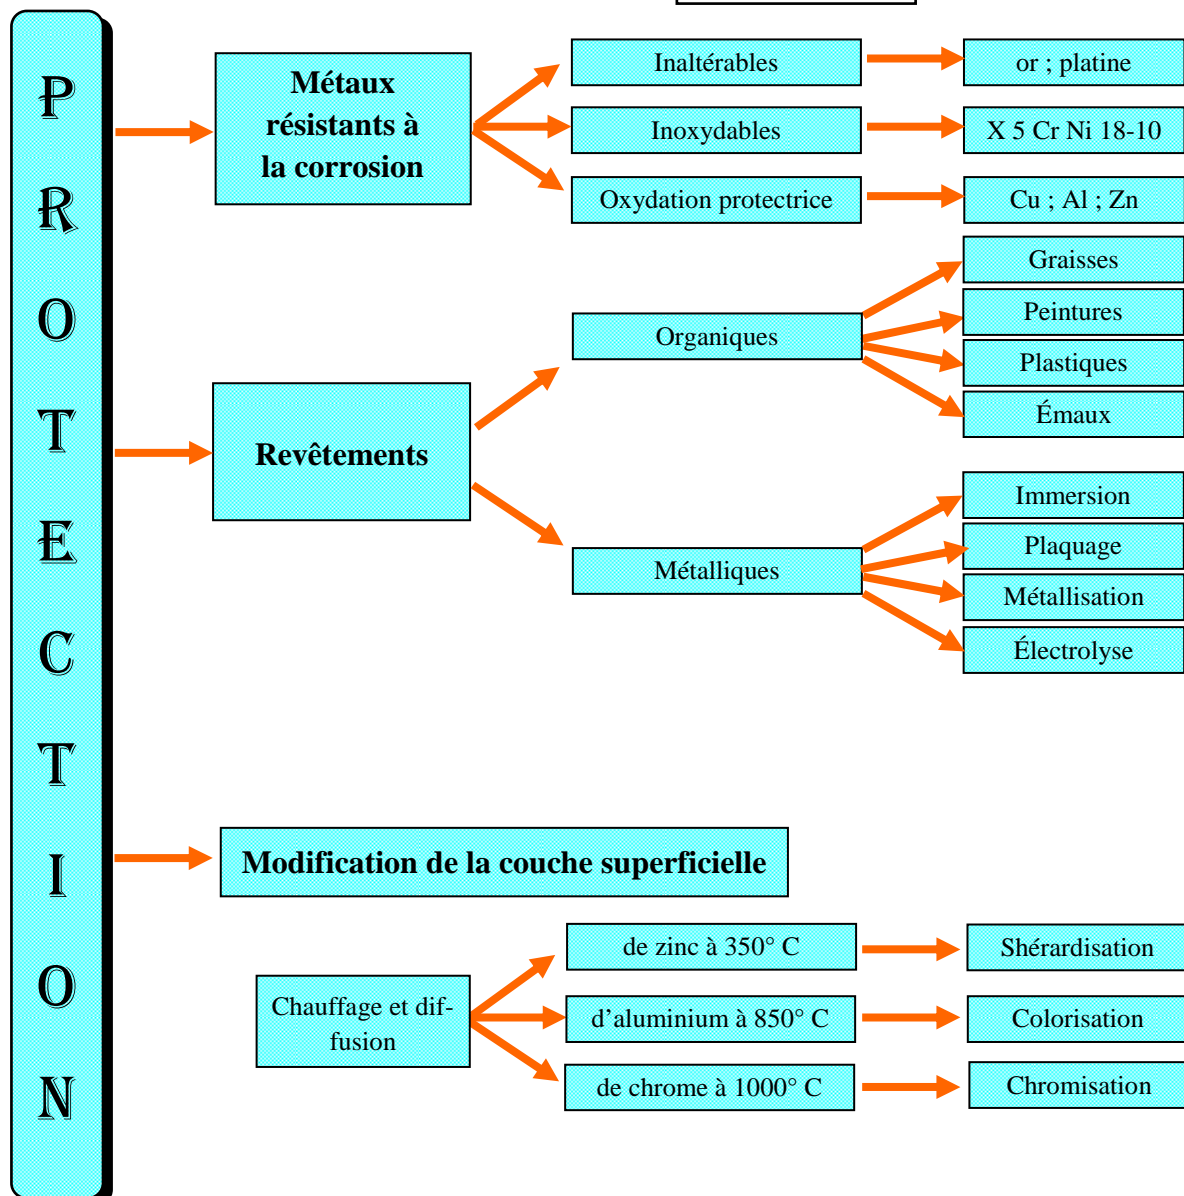 PROTECTION
Métaux
résistants à
la corrosion
Inaltérables
or ; platine
Inoxydables
X 5 Cr Ni 18-10
Oxydation protectrice
Cu ; Al ; Zn
Revêtements
Organiques
Graisses
Peintures
Plastiques
Émaux
Métalliques
Immersion
Plaquage
Métallisation
Électrolyse
Modification de la couche superficielle
Chauffage et dif-
fusion
de zinc à 350° C
Shérardisation
d’aluminium à 850° C
Colorisation
de chrome à 1000° C
Chromisation